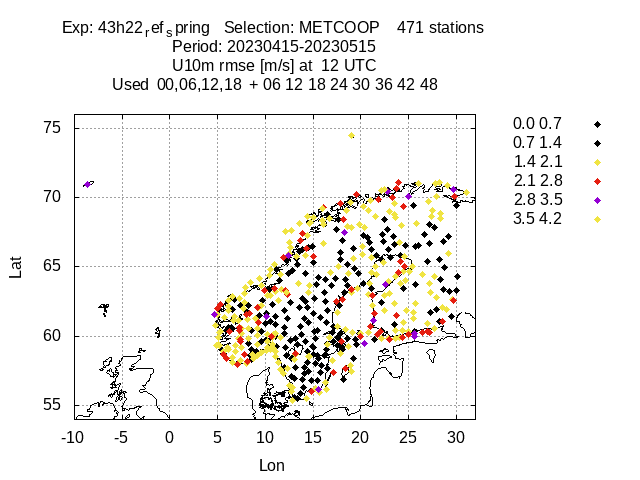 Exp: 43h22ref_spring   Selection: METCOOP    471 stations
Period: 20230415-20230515
U10m rmse [m/s] at  12 UTC
Used  00,06,12,18  + 06 12 18 24 30 36 42 48
75
70
65
60
55
Lat
-10 -5 0 5 10 15 20 25 30
Lon
0.0 0.7
0.7 1.4
1.4 2.1
2.1 2.8
2.8 3.5
3.5 4.2